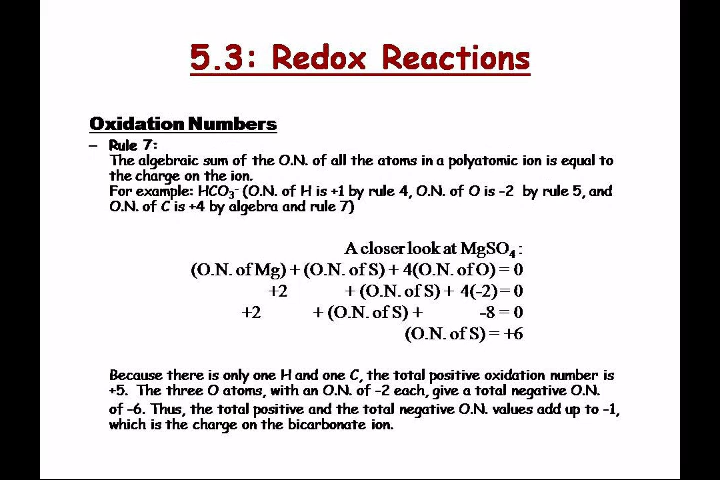 5.3: Redox Reactions
Oxidation Numbers
– Rule 7:
The algebraic sum of the O.N. of all the atoms in a polyatomic ion is equal to
the charge on the ion.
For example: HCO₃⁻ (O.N. of H is +1 by rule 4, O.N. of O is -2 by rule 5, and
O.N. of C is +4 by algebra and rule 7)
A closer look at MgSO₄:
(O.N. of Mg) + (O.N. of S) + 4(O.N. of O) = 0
+2 + (O.N. of S) + 4(-2) = 0
+2 + (O.N. of S) + -8 = 0
(O.N. of S) = +6
Because there is only one H and one C, the total positive oxidation number is
+5. The three O atoms, with an O.N. of -2 each, give a total negative O.N.
of -6. Thus, the total positive and the total negative O.N. values add up to -1,
which is the charge on the bicarbonate ion.